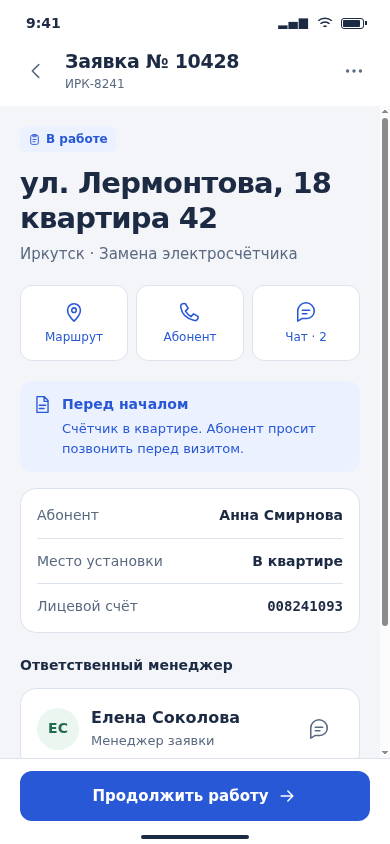 9:41
Заявка № 10428
ИРК-8241
В работе
ул. Лермонтова, 18
квартира 42
Иркутск · Замена электросчётчика
Маршрут
Абонент
Чат · 2
Перед началом
Счётчик в квартире. Абонент просит
позвонить перед визитом.
Абонент Анна Смирнова
Место установки В квартире
Лицевой счёт 008241093
Ответственный менеджер
ЕС
Елена Соколова
Менеджер заявки
Продолжить работу